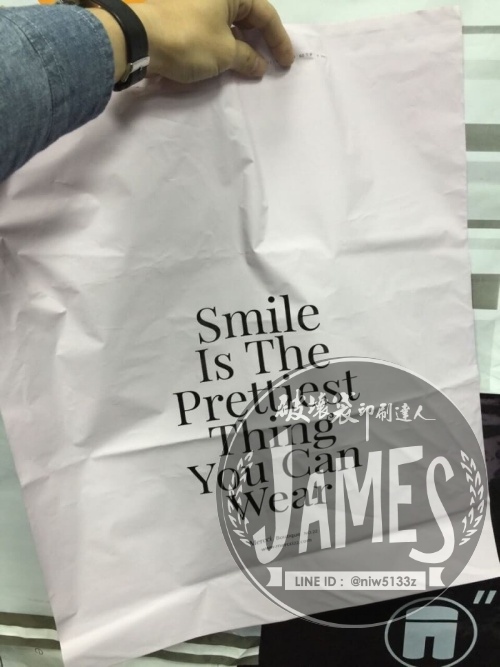 Smile
Is The
Prettiest
Thing
You Can
Wear
破壞袋印刷達人
JAMES
LINE ID : @niw5133z